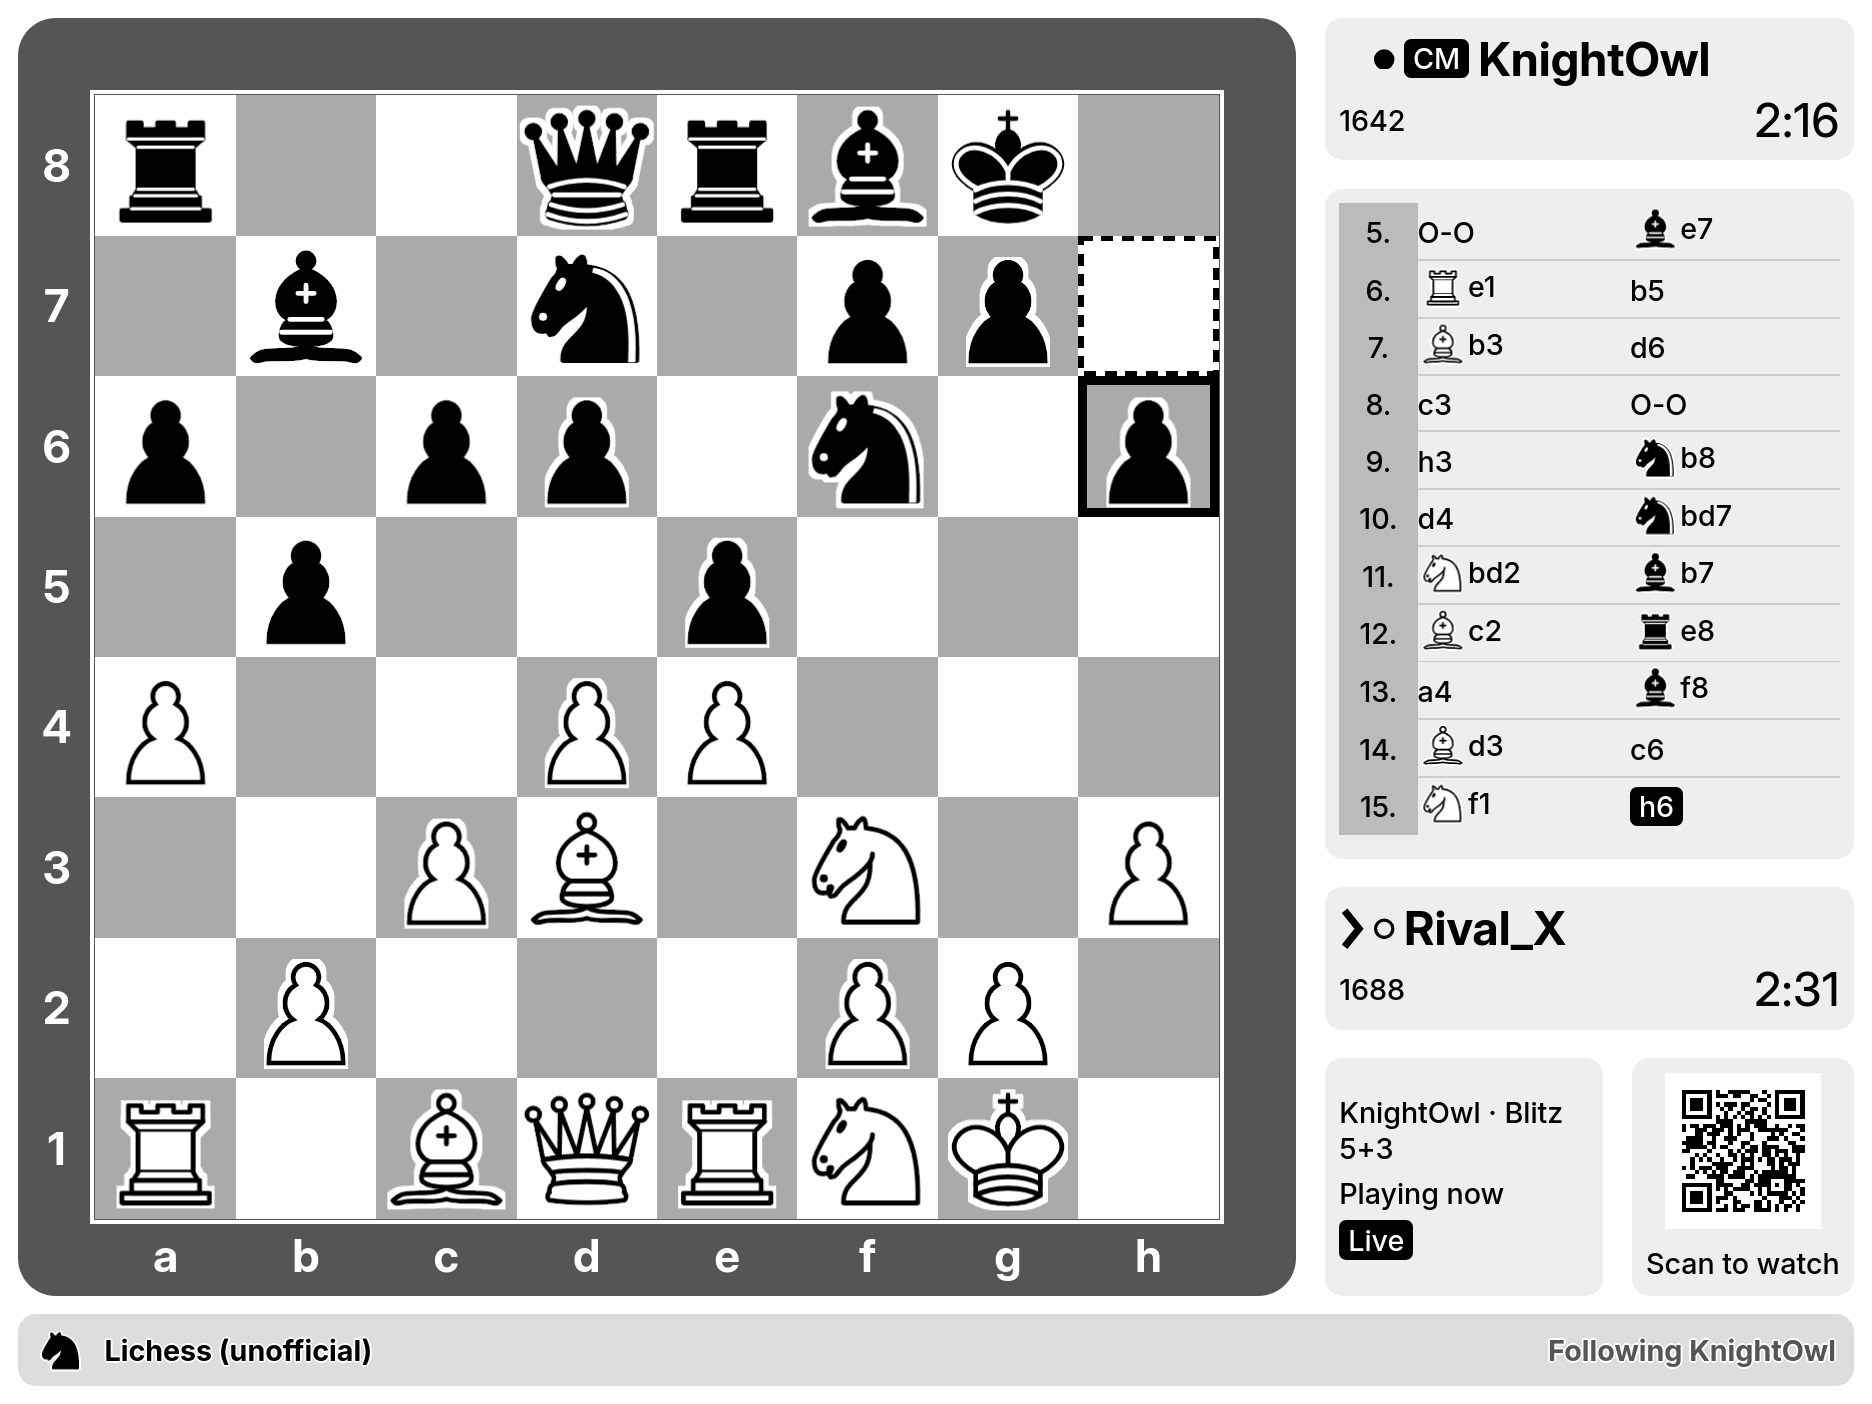 8
7
6
5
4
3
2
1
a b c d e f g h
CM KnightOwl
1642 2:16
5. O-O e7
6. e1 b5
7. b3 d6
8. c3 O-O
9. h3 b8
10. d4 bd7
11. bd2 b7
12. c2 e8
13. a4 f8
14. d3 c6
15. f1 h6
Rival_X
1688 2:31
KnightOwl · Blitz
5+3
Playing now
Live
Scan to watch
Lichess (unofficial)
Following KnightOwl